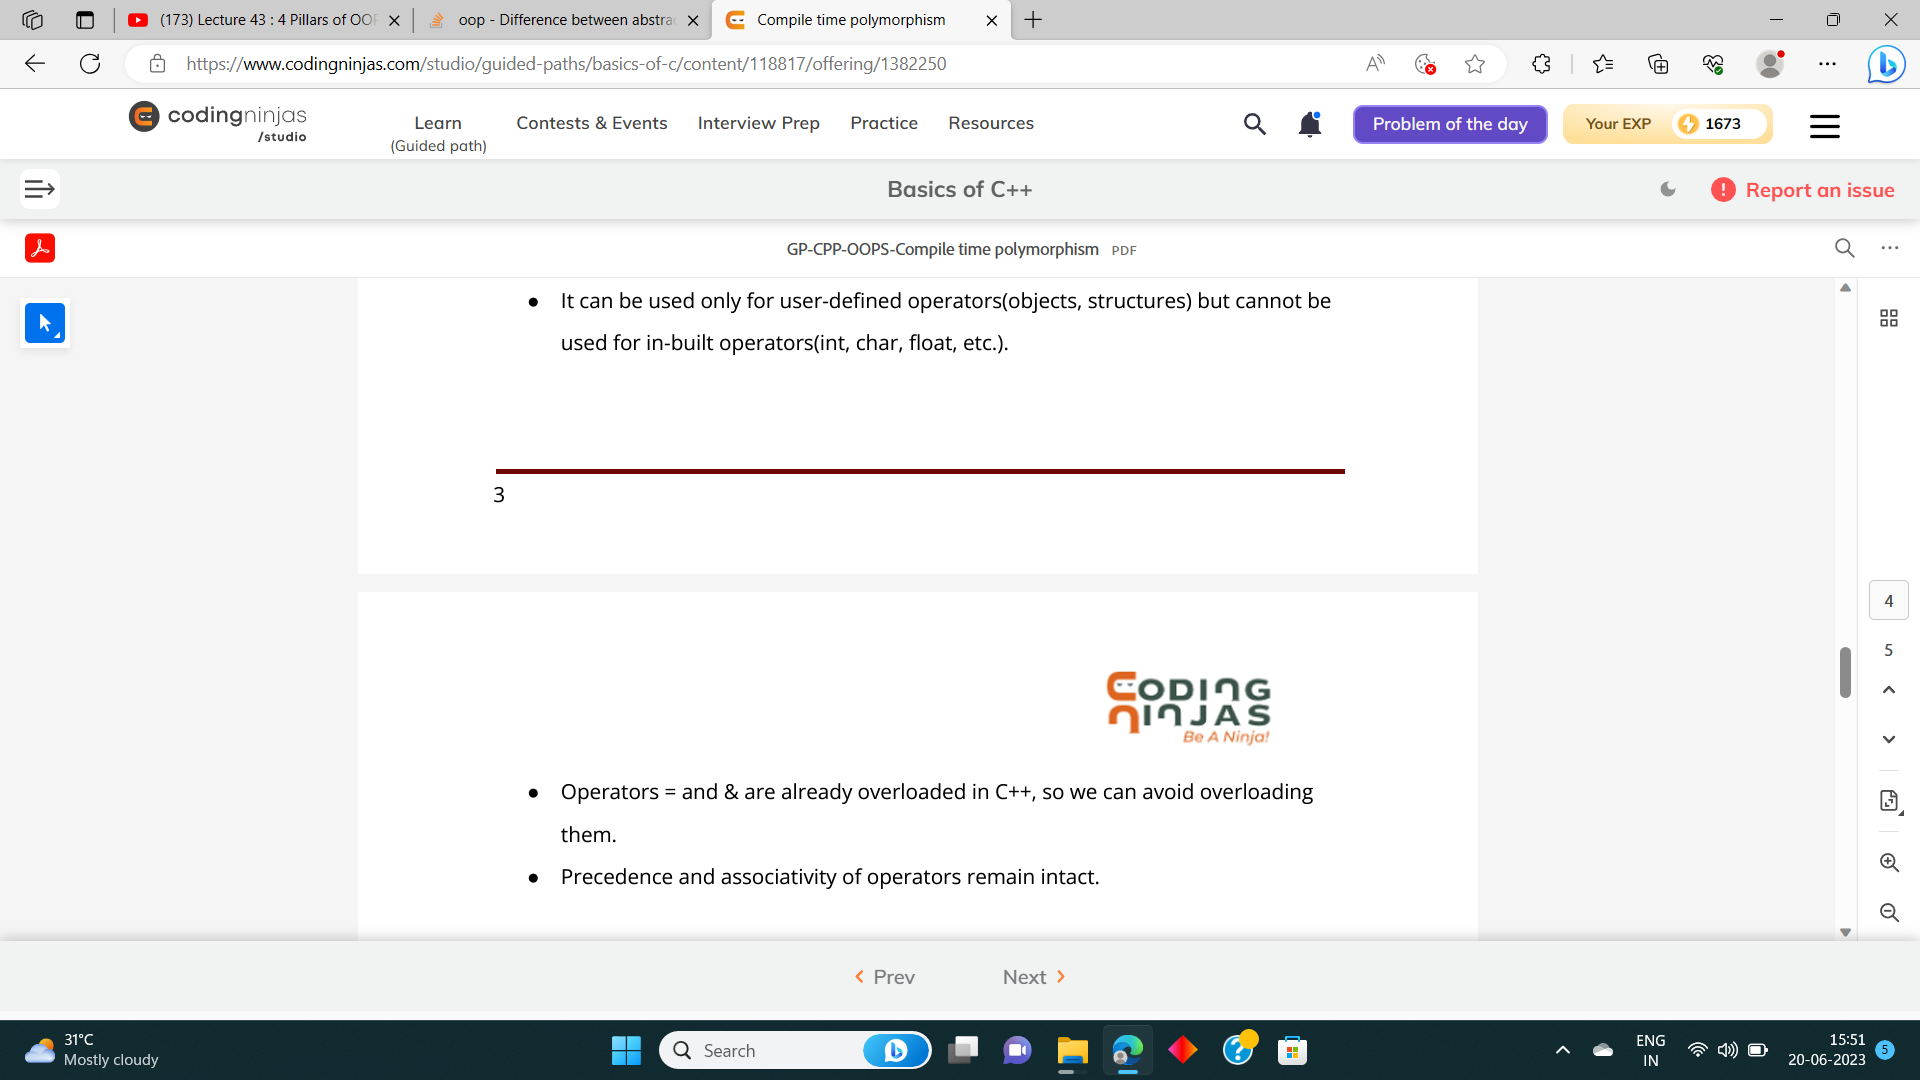 (173) Lecture 43 : 4 Pillars of OOP
oop - Difference between abstra
Compile time polymorphism
https://www.codingninjas.com/studio/guided-paths/basics-of-c/content/118817/offering/1382250
codingninjas
/studio
Learn
(Guided path)
Contests & Events
Interview Prep
Practice
Resources
Problem of the day
Your EXP
1673
Basics of C++
Report an issue
GP-CPP-OOPS-Compile time polymorphism PDF
● It can be used only for user-defined operators(objects, structures) but cannot be
used for in-built operators(int, char, float, etc.).
3
4
5
CODING
NINJAS
Be A Ninja!
● Operators = and & are already overloaded in C++, so we can avoid overloading
them.
● Precedence and associativity of operators remain intact.
Prev
Next
31°C
Mostly cloudy
Search
ENG
IN
15:51
20-06-2023
5